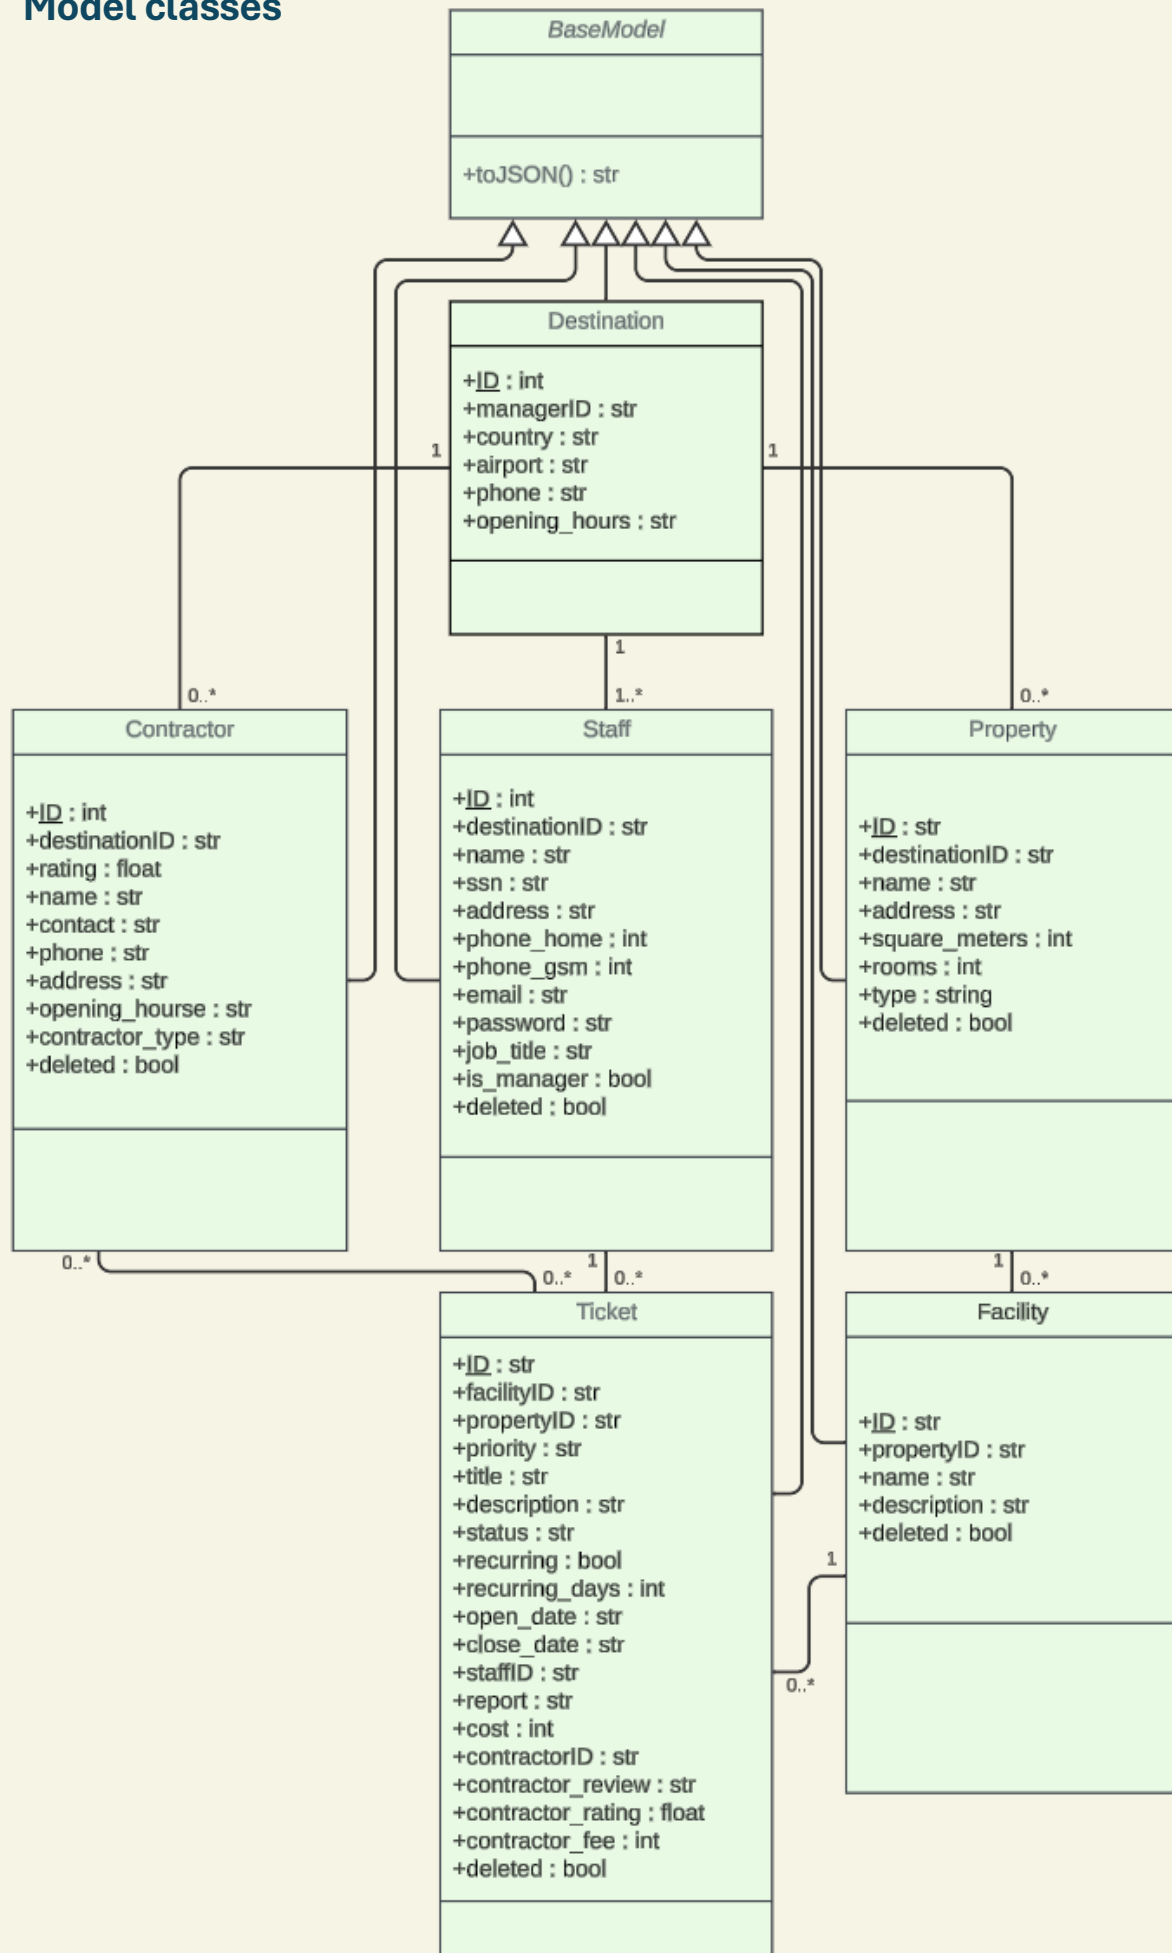 Model classes
BaseModel
+toJSON() : str
Destination
+ID : int
+managerID : str
+country : str
+airport : str
+phone : str
+opening_hours : str
1
1
1
0..*
1..*
0..*
Contractor
+ID : int
+destinationID : str
+rating : float
+name : str
+contact : str
+phone : str
+address : str
+opening_hourse : str
+contractor_type : str
+deleted : bool
Staff
+ID : int
+destinationID : str
+name : str
+ssn : str
+address : str
+phone_home : int
+phone_gsm : int
+email : str
+password : str
+job_title : str
+is_manager : bool
+deleted : bool
Property
+ID : str
+destinationID : str
+name : str
+address : str
+square_meters : int
+rooms : int
+type : string
+deleted : bool
0..*
0..*
1
0..*
1
0..*
Ticket
+ID : str
+facilityID : str
+propertyID : str
+priority : str
+title : str
+description : str
+status : str
+recurring : bool
+recurring_days : int
+open_date : str
+close_date : str
+staffID : str
+report : str
+cost : int
+contractorID : str
+contractor_review : str
+contractor_rating : float
+contractor_fee : int
+deleted : bool
Facility
+ID : str
+propertyID : str
+name : str
+description : str
+deleted : bool
1
0..*